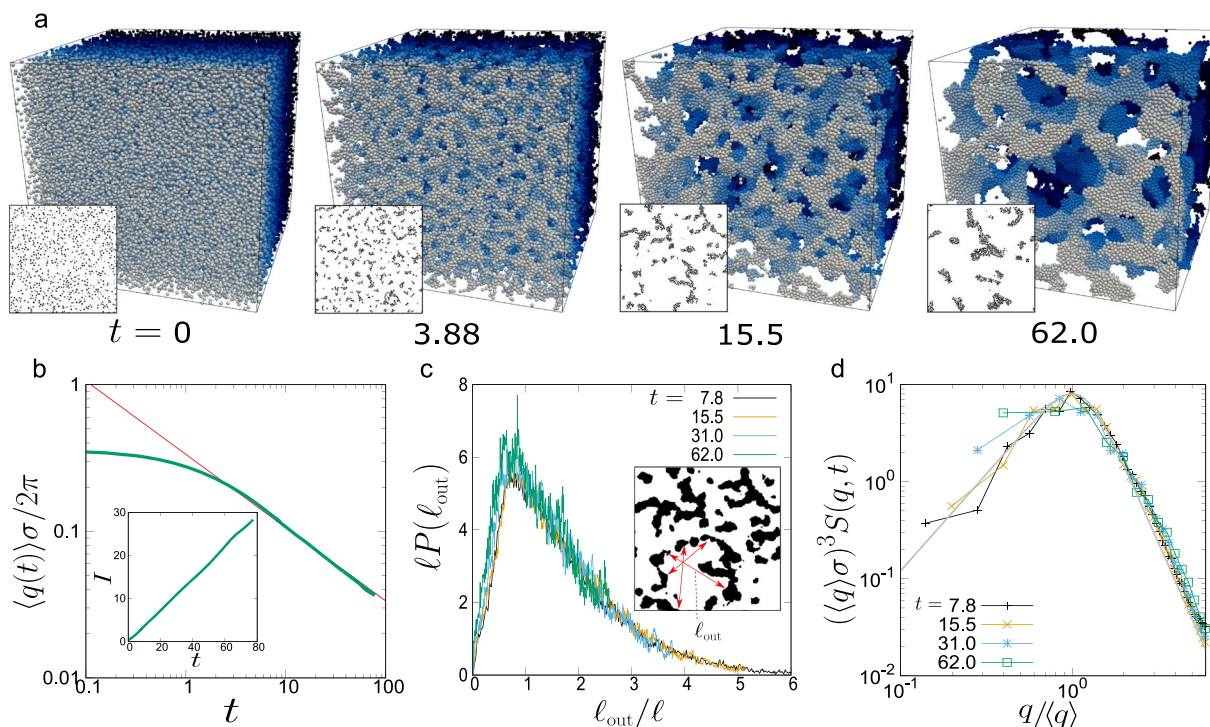 a
t = 0
3.88
15.5
62.0
b
⟨q(t)⟩σ/2π
1
0.1
0.01
0.1
1
10
100
t
I
30
20
10
0
0
20
40
60
80
t
c
ℓP(ℓout)
8
6
4
2
0
0
1
2
3
4
5
6
ℓout/ℓ
t = 7.8
15.5
31.0
62.0
ℓout
d
(⟨q⟩σ)³S(q, t)
10¹
10⁰
10⁻¹
10⁻²
10⁻¹
10⁰
q/⟨q⟩
t = 7.8
15.5
31.0
62.0